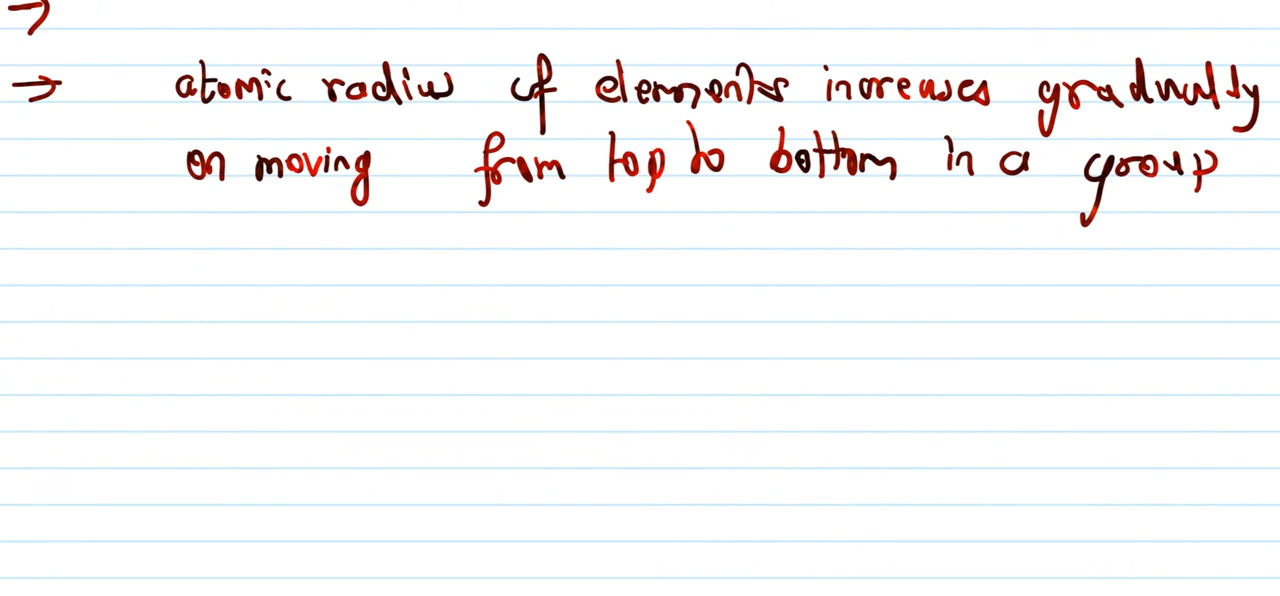 →
→ atomic radius of elements increases gradually
on moving from top to bottom in a group